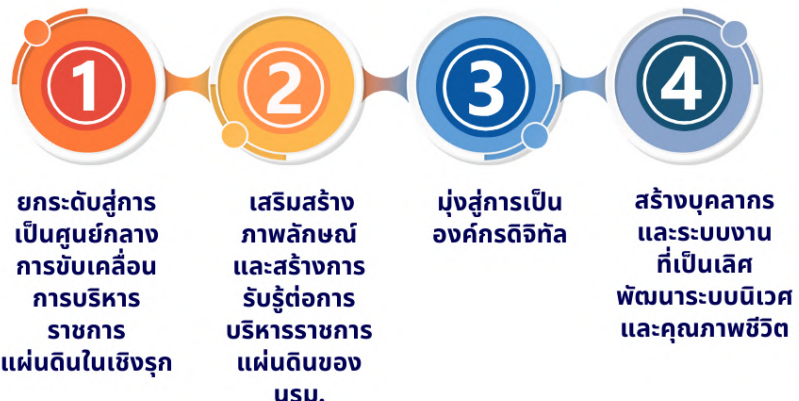 1
ยกระดับสู่การ
เป็นศูนย์กลาง
การขับเคลื่อน
การบริหาร
ราชการ
แผ่นดินในเชิงรุก
2
เสริมสร้าง
ภาพลักษณ์
และสร้างการ
รับรู้ต่อการ
บริหารราชการ
แผ่นดินของ
นรม.
3
มุ่งสู่การเป็น
องค์กรดิจิทัล
4
สร้างบุคลากร
และระบบงาน
ที่เป็นเลิศ
พัฒนาระบบนิเวศ
และคุณภาพชีวิต